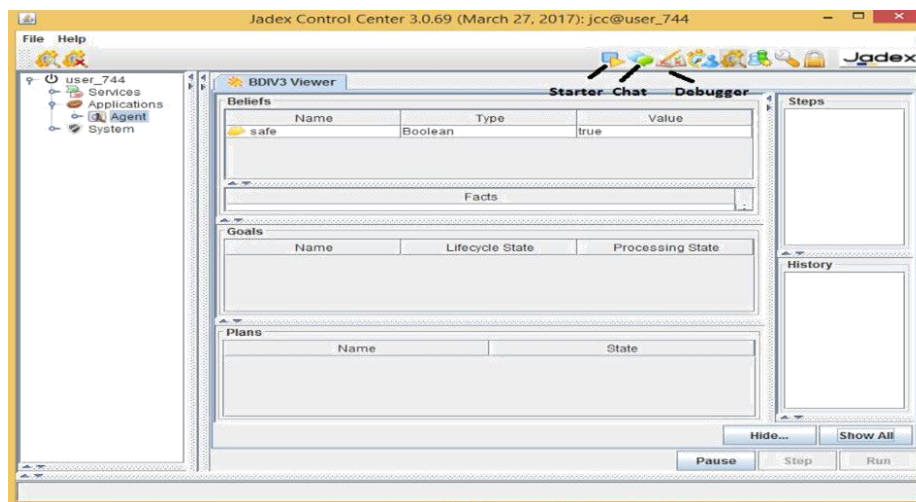 Jadex Control Center 3.0.69 (March 27, 2017): jcc@user_744
File Help
Jadex
Starter Chat Debugger
user_744
Services
Applications
Agent
System
BDIV3 Viewer
Beliefs
Name Type Value
safe Boolean true
Facts
...
Goals
Name Lifecycle State Processing State
Plans
Name State
Steps
History
Hide... Show All
Pause Step Run